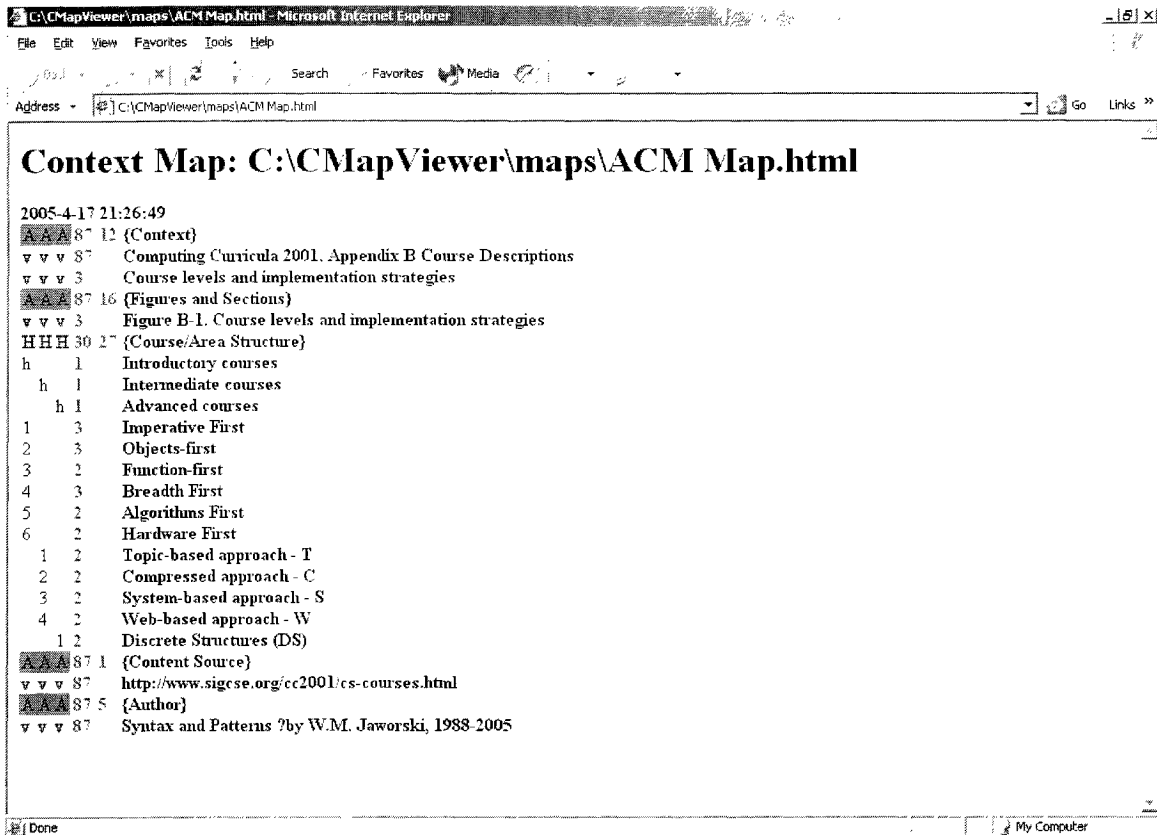 C:\CMapViewer\maps\ACM Map.html - Microsoft Internet Explorer
File Edit View Favorites Tools Help
Search Favorites Media
Address C:\CMapViewer\maps\ACM Map.html Go Links »
Context Map: C:\CMapViewer\maps\ACM Map.html
2005-4-17 21:26:49
A A A 87 12 {Context}
v v v 87 Computing Curricula 2001, Appendix B Course Descriptions
v v v 3 Course levels and implementation strategies
A A A 87 16 {Figures and Sections}
v v v 3 Figure B-1. Course levels and implementation strategies
H H H 30 27 {Course/Area Structure}
h 1 Introductory courses
h 1 Intermediate courses
h 1 Advanced courses
1 3 Imperative First
2 3 Objects-first
3 2 Function-first
4 3 Breadth First
5 2 Algorithms First
6 2 Hardware First
1 2 Topic-based approach - T
2 2 Compressed approach - C
3 2 System-based approach - S
4 2 Web-based approach - W
1 2 Discrete Structures (DS)
A A A 87 1 {Content Source}
v v v 87 http://www.sigcse.org/cc2001/cs-courses.html
A A A 87 5 {Author}
v v v 87 Syntax and Patterns ?by W.M. Jaworski, 1988-2005
Done My Computer